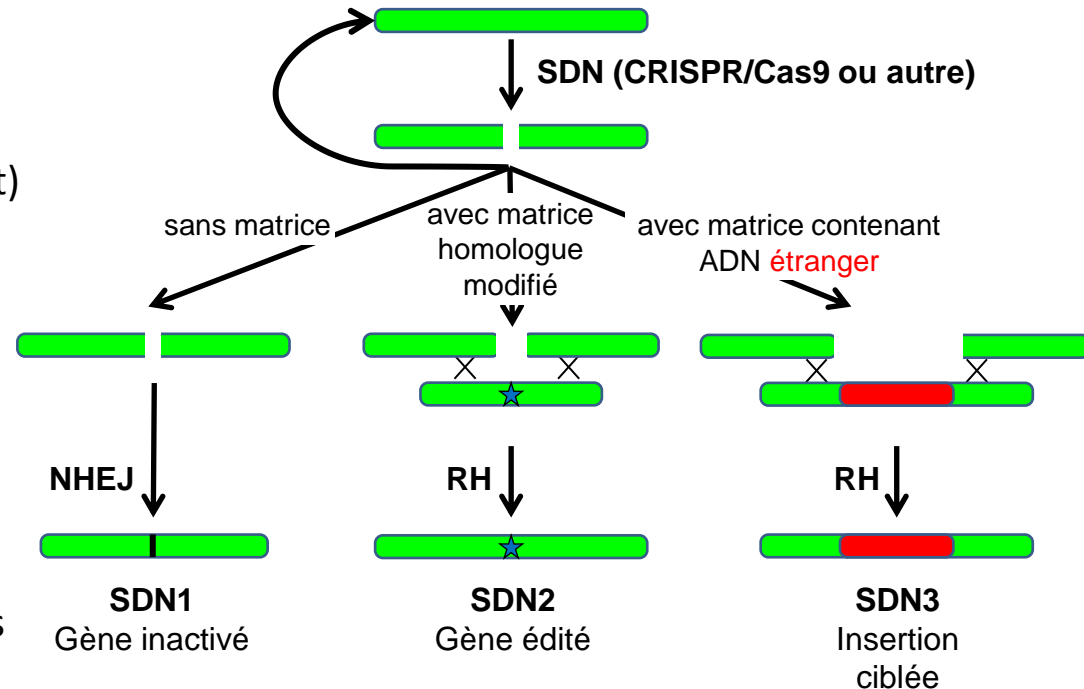 SDN (CRISPR/Cas9 ou autre)
t)
sans matrice
avec matrice
homologue
modifié
avec matrice contenant
ADN étranger
NHEJ
RH
RH
SDN1
Gène inactivé
SDN2
Gène édité
SDN3
Insertion
ciblée
s